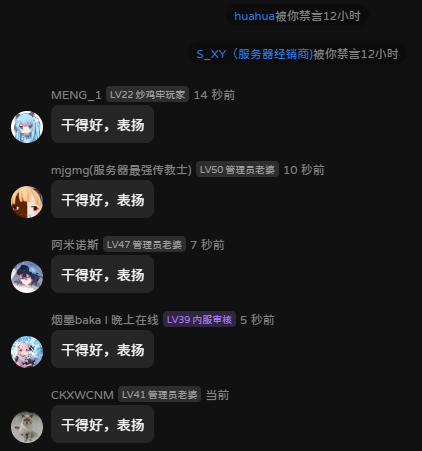 huahua被你禁言12小时
S_XY（服务器经销商)被你禁言12小时
MENG_1 LV22 炒鸡牢玩家 14 秒前
干得好，表扬
mjgmg(服务器最强传教士) LV50 管理员老婆 10 秒前
干得好，表扬
阿米诺斯 LV47 管理员老婆 7 秒前
干得好，表扬
烟墨baka l 晚上在线 LV39 内服审核 5 秒前
干得好，表扬
CKXWCNM LV41 管理员老婆 当前
干得好，表扬